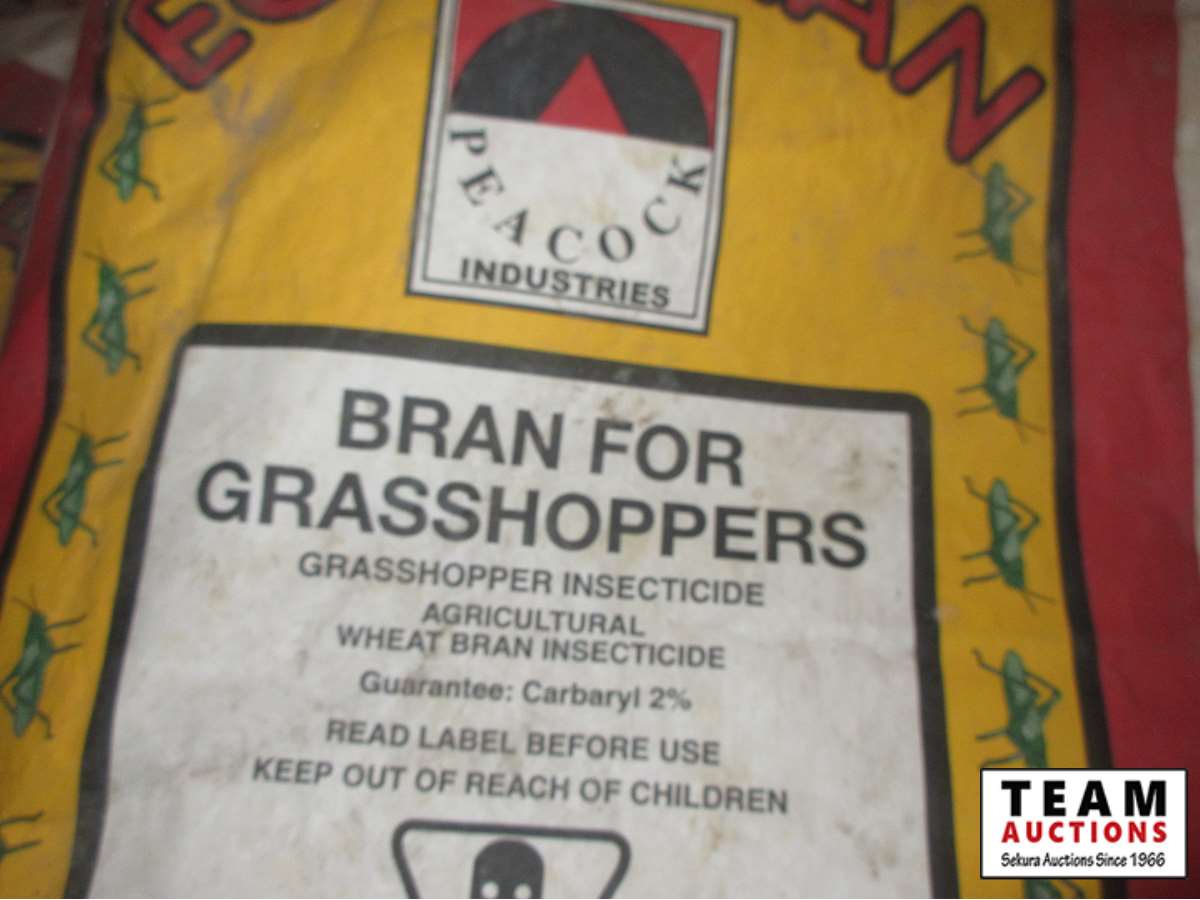 PEACOCK
INDUSTRIES
BRAN FOR
GRASSHOPPERS
GRASSHOPPER INSECTICIDE
AGRICULTURAL
WHEAT BRAN INSECTICIDE
Guarantee: Carbaryl 2%
READ LABEL BEFORE USE
KEEP OUT OF REACH OF CHILDREN
TEAM
AUCTIONS
Sekura Auctions Since 1966